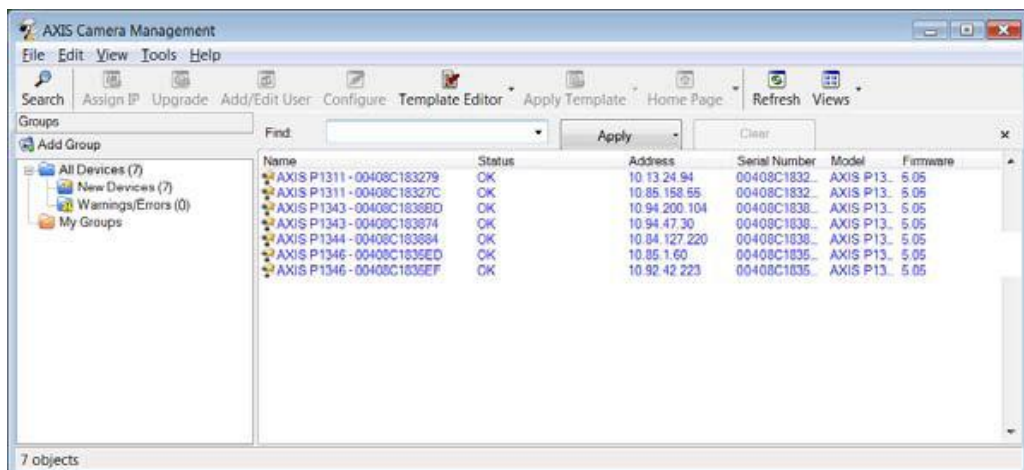 AXIS Camera Management
File Edit View Tools Help
Search Assign IP Upgrade Add/Edit User Configure Template Editor Apply Template Home Page Refresh Views
Groups
Add Group
All Devices (7)
New Devices (7)
Warnings/Errors (0)
My Groups
Find: Apply Clear
Name Status Address Serial Number Model Firmware
AXIS P1311 - 00408C183279 OK 10.13.24.94 00408C1832... AXIS P13... 5.05
AXIS P1311 - 00408C18327C OK 10.85.158.55 00408C1832... AXIS P13... 5.05
AXIS P1343 - 00408C1838BD OK 10.94.200.104 00408C1838... AXIS P13... 5.05
AXIS P1343 - 00408C183874 OK 10.94.47.30 00408C1838... AXIS P13... 5.05
AXIS P1344 - 00408C183884 OK 10.84.127.220 00408C1838... AXIS P13... 5.05
AXIS P1346 - 00408C1835ED OK 10.85.1.60 00408C1835... AXIS P13... 5.05
AXIS P1346 - 00408C1835EF OK 10.92.42.223 00408C1835... AXIS P13... 5.05
7 objects